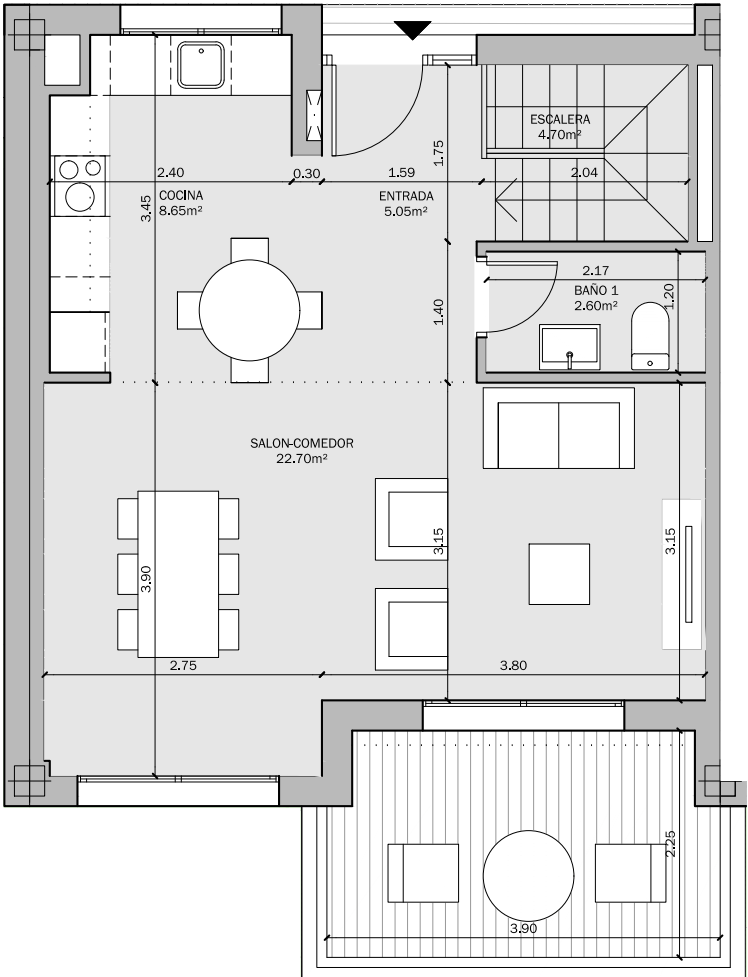 ESCALERA
4.70m²
1.75
2.40
0.30
1.59
2.04
COCINA
8.65m²
3.45
ENTRADA
5.05m²
2.17
BAÑO 1
2.60m²
1.20
1.40
SALON-COMEDOR
22.70m²
3.15
3.15
3.90
2.75
3.80
2.25
3.90